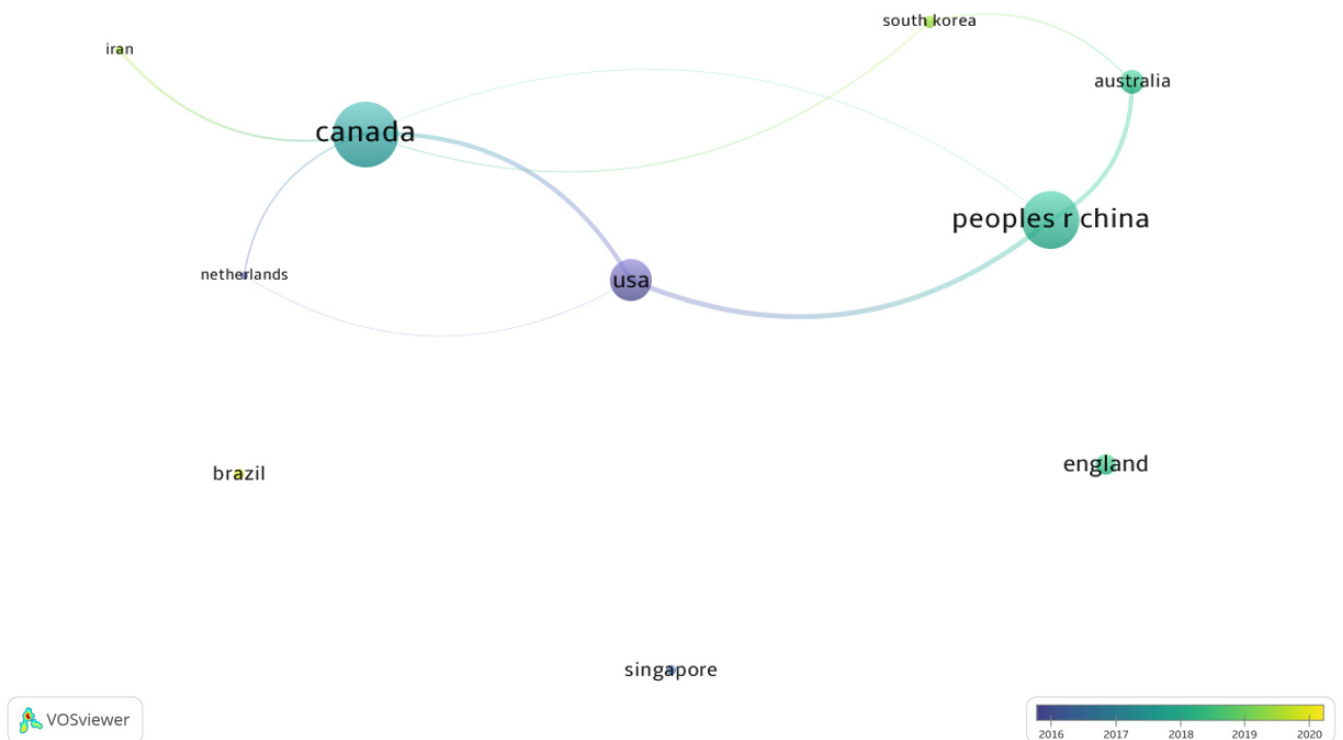 south korea
iran
australia
canada
peoples r china
netherlands
usa
england
brazil
singapore
VOSviewer
2016 2017 2018 2019 2020